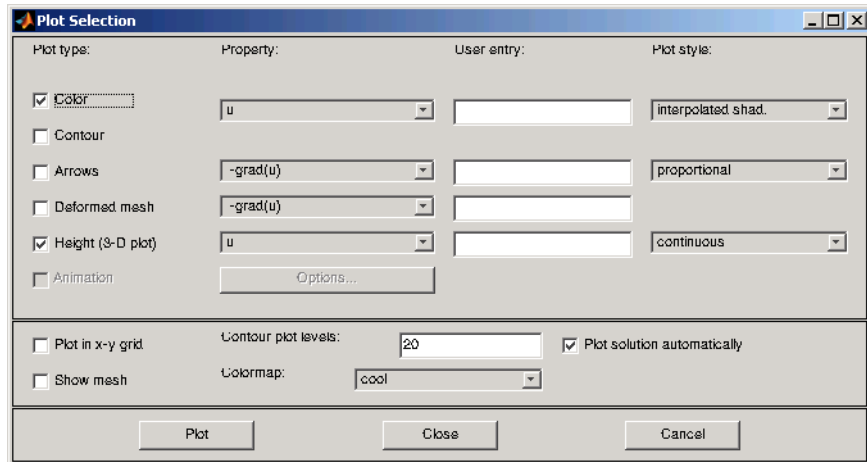 Plot Selection
Plot type: Property: User entry: Plot style:
Color u interpolated shad.
Contour
Arrows -grad(u) proportional
Deformed mesh -grad(u)
Height (3-D plot) u continuous
Animation Options...
Plot in x-y grid Contour plot levels: 20 Plot solution automatically
Show mesh Colormap: cool
Plot Close Cancel